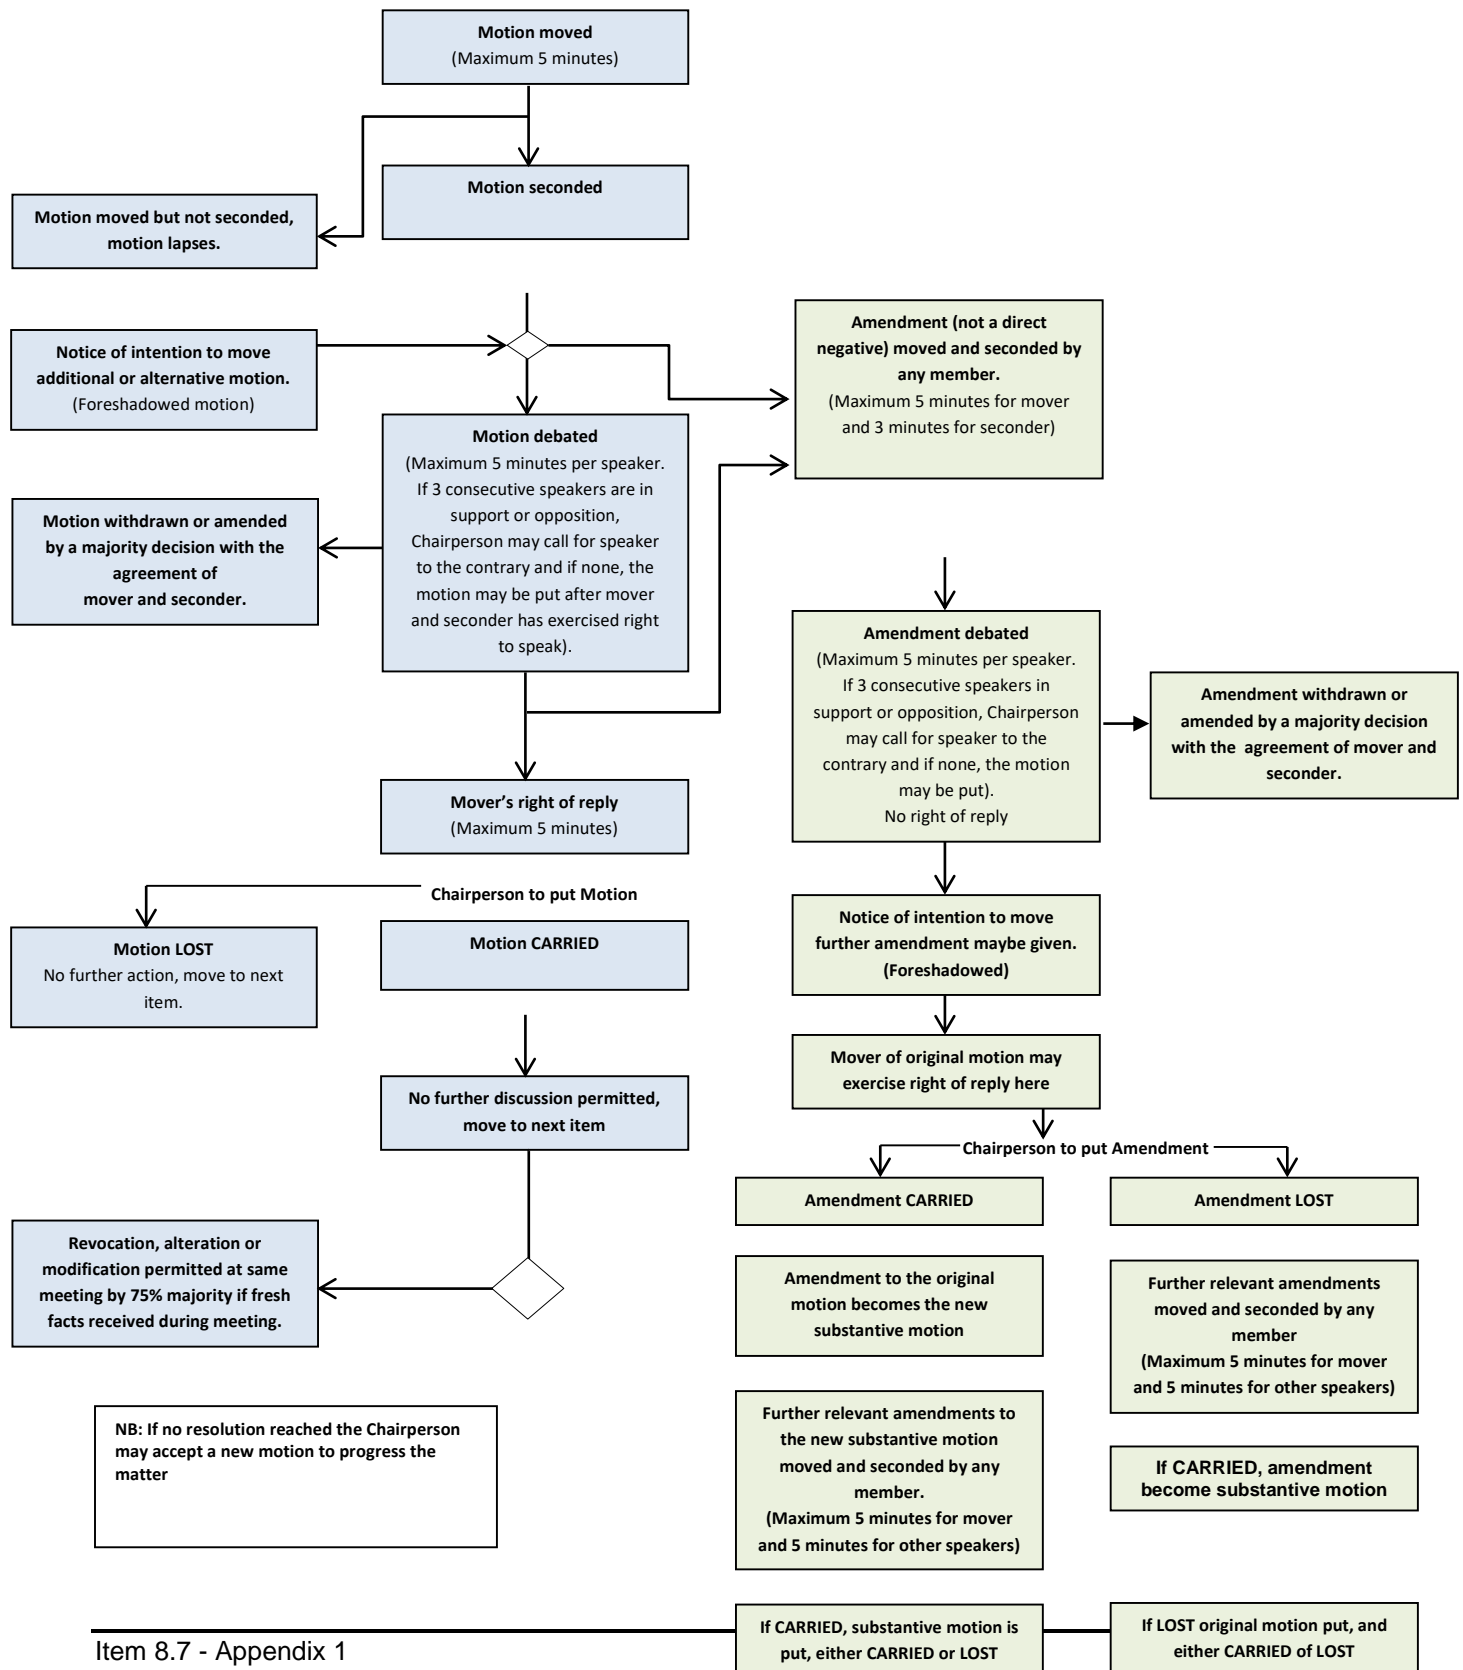 Motion moved
(Maximum 5 minutes)
Motion seconded
Motion moved but not seconded,
motion lapses.
Notice of intention to move
additional or alternative motion.
(Foreshadowed motion)
Amendment (not a direct
negative) moved and seconded by
any member.
(Maximum 5 minutes for mover
and 3 minutes for seconder)
Motion debated
(Maximum 5 minutes per speaker.
If 3 consecutive speakers are in
support or opposition,
Chairperson may call for speaker
to the contrary and if none, the
motion may be put after mover
and seconder has exercised right
to speak).
Motion withdrawn or amended
by a majority decision with the
agreement of
mover and seconder.
Amendment debated
(Maximum 5 minutes per speaker.
If 3 consecutive speakers in
support or opposition, Chairperson
may call for speaker to the
contrary and if none, the motion
may be put).
No right of reply
Amendment withdrawn or
amended by a majority decision
with the agreement of mover and
seconder.
Mover’s right of reply
(Maximum 5 minutes)
Chairperson to put Motion
Motion LOST
No further action, move to next
item.
Motion CARRIED
Notice of intention to move
further amendment maybe given.
(Foreshadowed)
Mover of original motion may
exercise right of reply here
No further discussion permitted,
move to next item
Chairperson to put Amendment
Amendment CARRIED
Amendment LOST
Revocation, alteration or
modification permitted at same
meeting by 75% majority if fresh
facts received during meeting.
Amendment to the original
motion becomes the new
substantive motion
Further relevant amendments
moved and seconded by any
member
(Maximum 5 minutes for mover
and 5 minutes for other speakers)
NB: If no resolution reached the Chairperson
may accept a new motion to progress the
matter
Further relevant amendments to
the new substantive motion
moved and seconded by any
member.
(Maximum 5 minutes for mover
and 5 minutes for other speakers)
If CARRIED, amendment
become substantive motion
If CARRIED, substantive motion is
put, either CARRIED or LOST
If LOST original motion put, and
either CARRIED of LOST
Item 8.7 - Appendix 1